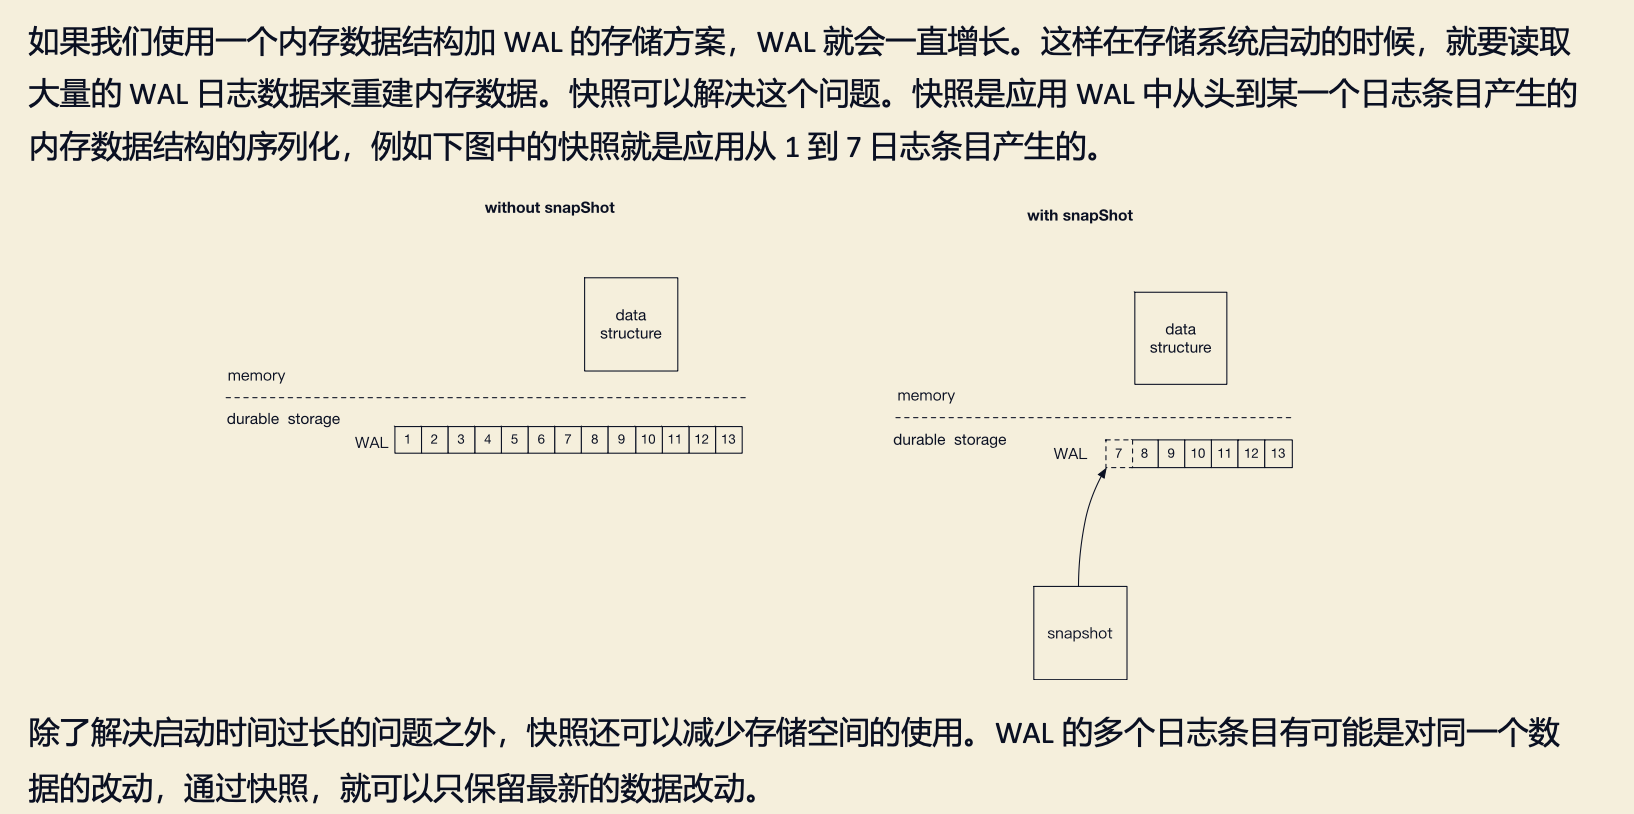 如果我们使用一个内存数据结构加 WAL 的存储方案，WAL 就会一直增长。这样在存储系统启动的时候，就要读取
大量的 WAL 日志数据来重建内存数据。快照可以解决这个问题。快照是应用 WAL 中从头到某一个日志条目产生的
内存数据结构的序列化，例如下图中的快照就是应用从 1 到 7 日志条目产生的。
without snapShot
data
structure
memory
durable storage
WAL 1 2 3 4 5 6 7 8 9 10 11 12 13
with snapShot
data
structure
memory
durable storage
WAL 7 8 9 10 11 12 13
snapshot
除了解决启动时间过长的问题之外，快照还可以减少存储空间的使用。WAL 的多个日志条目有可能是对同一个数
据的改动，通过快照，就可以只保留最新的数据改动。